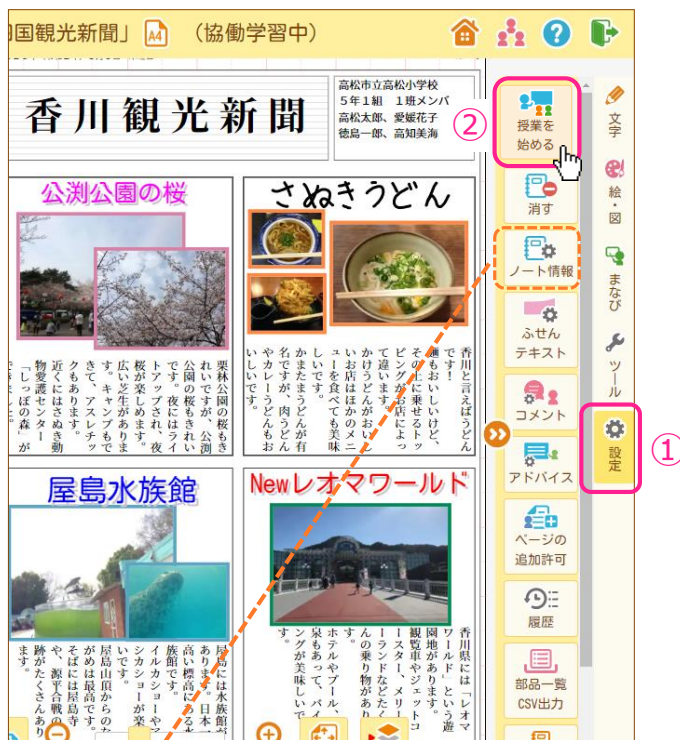 国観光新聞」 A4 （協働学習中）
香川観光新聞
高松市立高松小学校
５年１組　１班メンバ
高松太郎、愛媛花子
徳島一郎、高知美海
公渕公園の桜
栗林公園の桜もき
れいですが、公渕
公園の桜もきれい
です。夜にはライ
トアップされ、夜
桜が楽しめます。
広い芝生がありま
す。キャンプもで
きて、アスレチッ
クもあります。
近くにはさぬき動
物愛護センター
「しっぽの森」が
さぬきうどん
香川と言えばうどん
です！
麺もおいしいけど、
その上に乗せるトッ
ピングがお店によっ
て違います。
かけうどんがおいし
いお店はほかのメニ
ューを食べても美味
しいです。
かまたまうどんが有
名ですが、肉うどん
やカレーうどんもお
いしいです。
屋島水族館
屋島には水族館が
あります。日本一
高い標高にある水
族館です。
イルカショーやア
シカショーが楽
いです。
屋島山頂からのな
がめは最高です。
そばには屋島寺
や、源平合戦の
跡がたくさんあり
ます。
Newレオマワールド
香川県には「レオマ
ワールド」という遊
園地があります。
観覧車やジェットコ
ースター、メリー
ーランドなどたく
んの乗り物があり
す。
ホテルやプール、
泉もあって、バイ
ングが美味しいで
す。
②
授業を
始める
消す
ノート情報
ふせん
テキスト
コメント
アドバイス
ページの
追加許可
履歴
部品一覧
CSV出力
文字
絵・図
まなび
ツール
設定
①